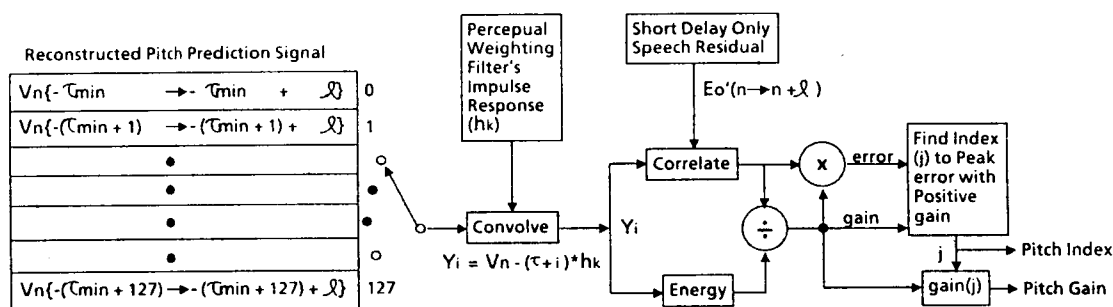 Reconstructed Pitch Prediction Signal
Vn{-τmin →- τmin + ℓ} 0
Vn{-(τmin + 1) →-(τmin + 1) + ℓ} 1
Vn{-(τmin + 127) →-(τmin + 127) + ℓ} 127
Percepual
Weighting
Filter's
Impulse
Response
(hk)
Convolve
Yi = Vn - (τ+i)*hk
Short Delay Only
Speech Residual
Eo'(n→n+ℓ)
Yi
Correlate
Energy
X
÷
error
gain
Find Index
(j) to Peak
error with
Positive
gain
j
Pitch Index
gain(j)
Pitch Gain